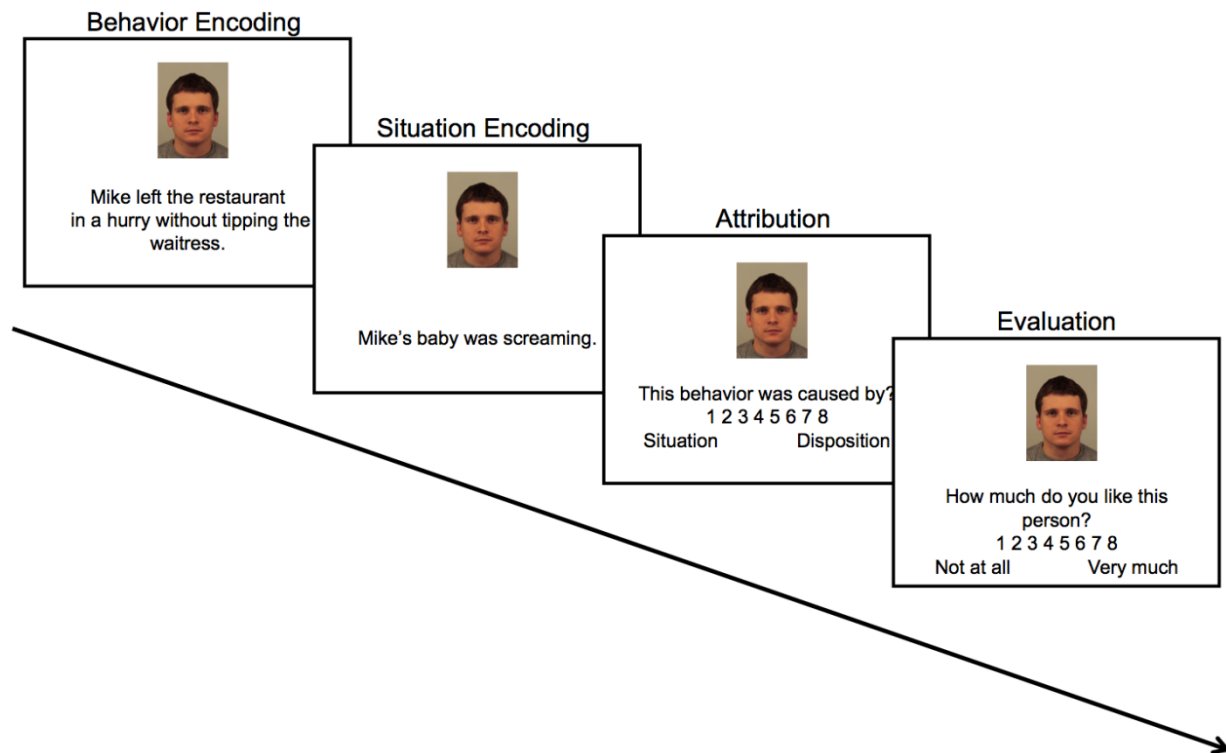 Behavior Encoding
Mike left the restaurant
in a hurry without tipping the
waitress.
Situation Encoding
Mike's baby was screaming.
Attribution
This behavior was caused by?
1 2 3 4 5 6 7 8
Situation Disposition
Evaluation
How much do you like this
person?
1 2 3 4 5 6 7 8
Not at all Very much